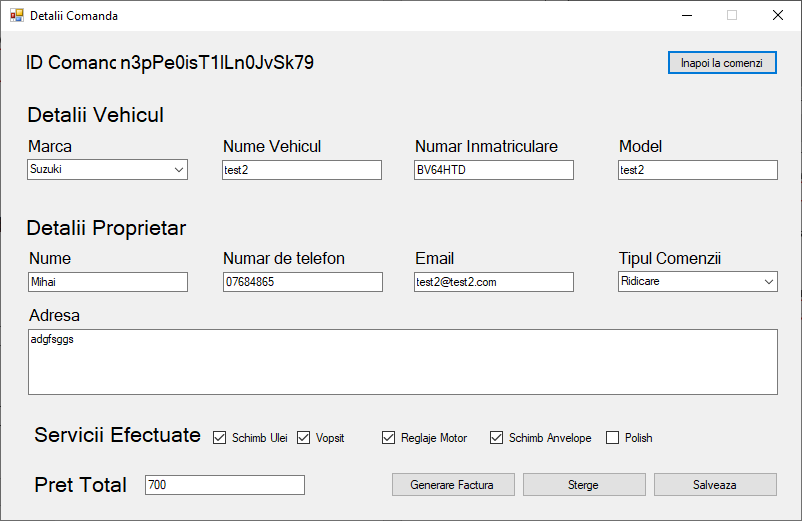 Detalii Comanda
ID Comanc n3pPe0isT1lLn0JvSk79 Inapoi la comenzi
Detalii Vehicul
Marca Nume Vehicul Numar Inmatriculare Model
Suzuki test2 BV64HTD test2
Detalii Proprietar
Nume Numar de telefon Email Tipul Comenzii
Mihai 07684865 test2@test2.com Ridicare
Adresa
adgfsggs
Servicii Efectuate Schimb Ulei Vopsit Reglaje Motor Schimb Anvelope Polish
Pret Total 700 Generare Factura Sterge Salveaza